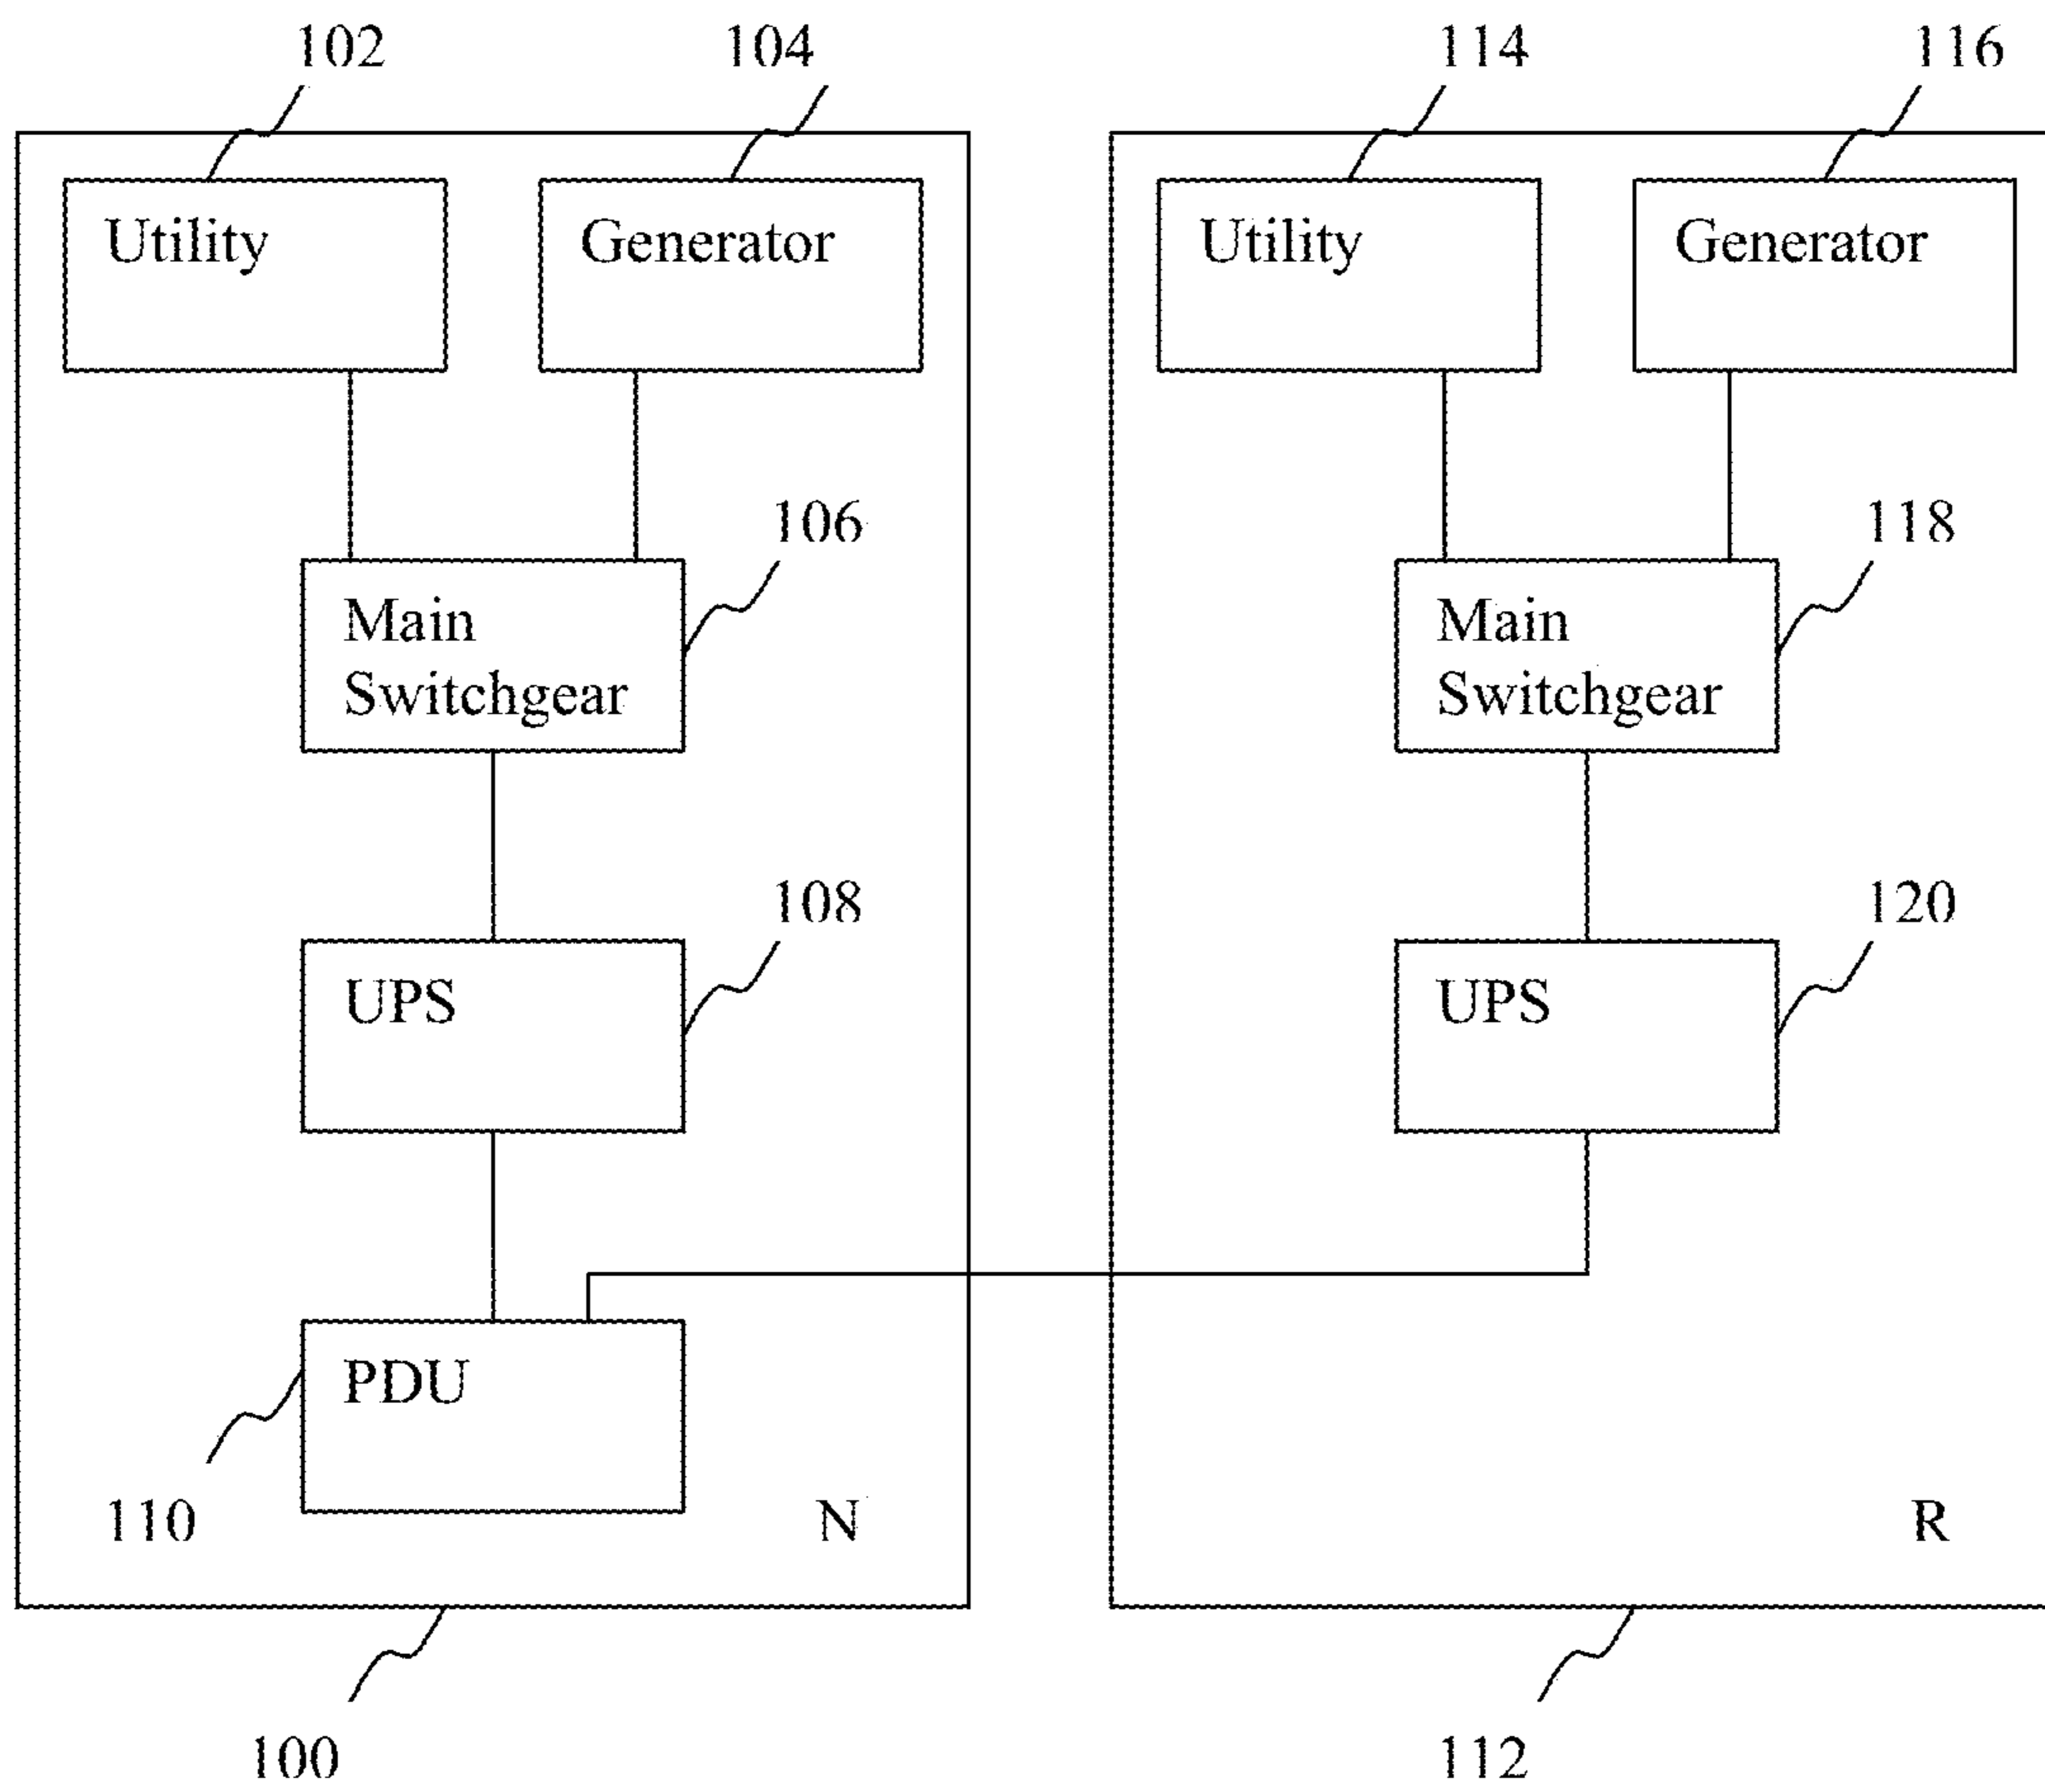 102
104
114
116
Utility
Generator
Utility
Generator
106
118
Main
Switchgear
Main
Switchgear
108
120
UPS
UPS
PDU
110
N
R
100
112